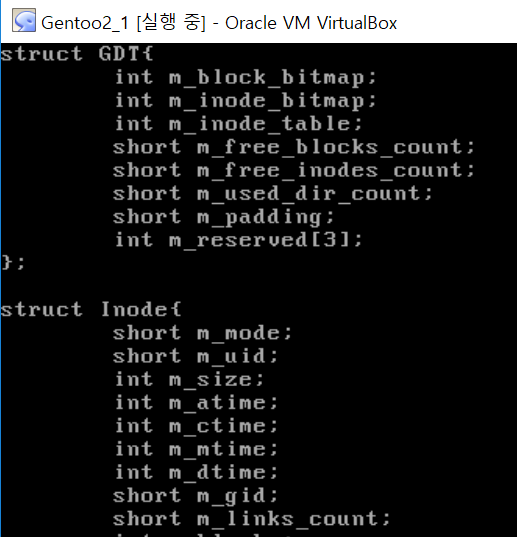 Gentoo2_1 [실행 중] - Oracle VM VirtualBox
struct GDT{
int m_block_bitmap;
int m_inode_bitmap;
int m_inode_table;
short m_free_blocks_count;
short m_free_inodes_count;
short m_used_dir_count;
short m_padding;
int m_reserved[3];
};
struct Inode{
short m_mode;
short m_uid;
int m_size;
int m_atime;
int m_ctime;
int m_mtime;
int m_dtime;
short m_gid;
short m_links_count;